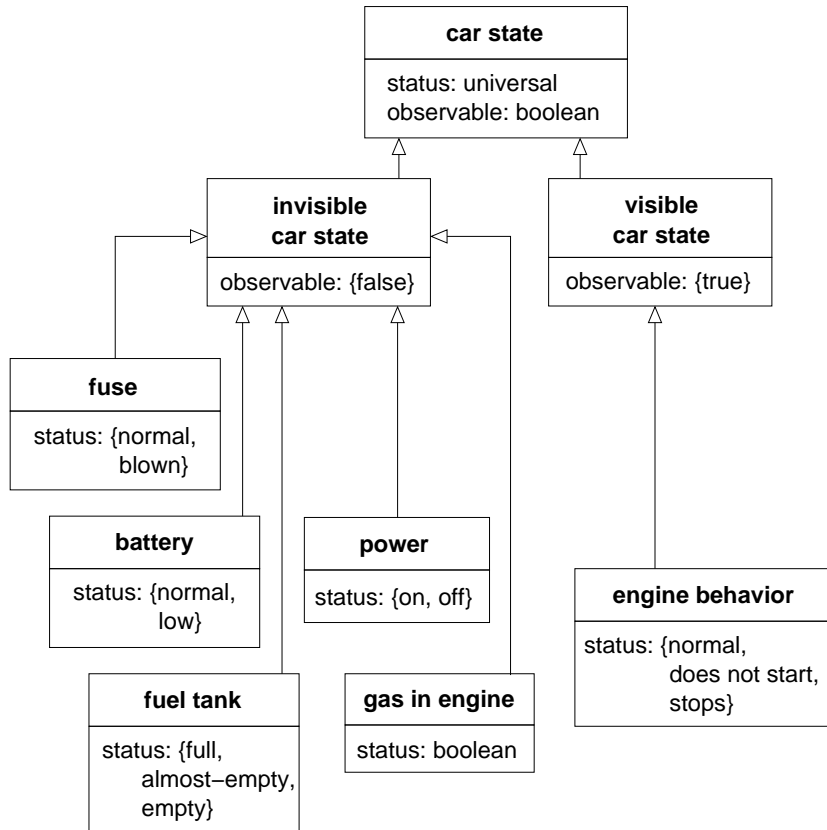 car state
status: universal
observable: boolean
invisible
car state
observable: {false}
visible
car state
observable: {true}
fuse
status: {normal,
blown}
battery
status: {normal,
low}
power
status: {on, off}
engine behavior
status: {normal,
does not start,
stops}
fuel tank
status: {full,
almost−empty,
empty}
gas in engine
status: boolean